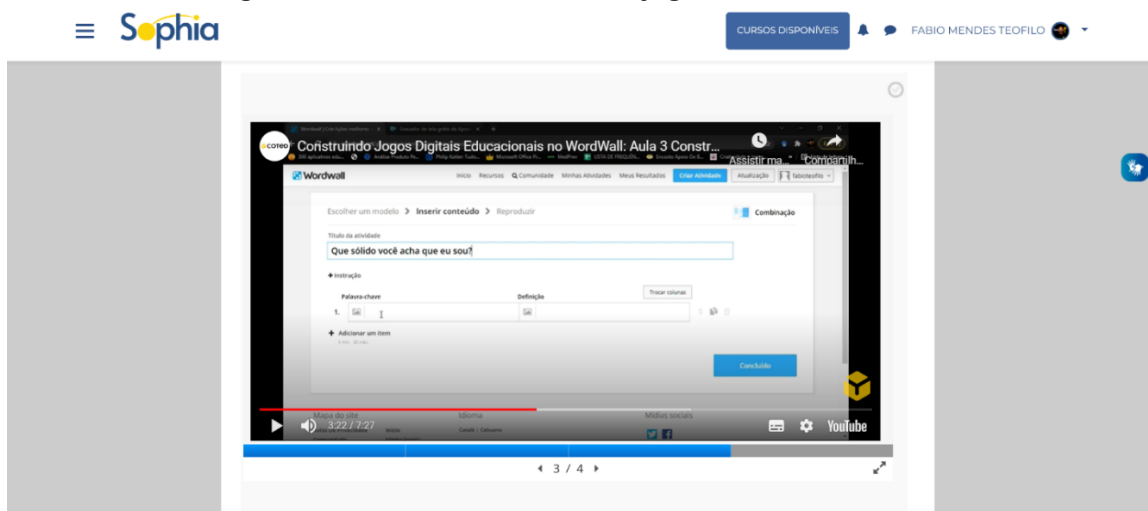 Sophia
CURSOS DISPONÍVEIS
FABIO MENDES TEOFILO
COTED
Construindo Jogos Digitais Educacionais no WordWall: Aula 3 Constr...
Assistir ma...
Compartilh...
Wordwall
Início Recursos Comunidade Minhas Atividades Meus Resultados Criar Atividade Atualização fabioteofilo
Escolher um modelo > Inserir conteúdo > Reproduzir
Combinação
Título da atividade
Que sólido você acha que eu sou?
+ Instrução
Palavra-chave Definição Trocar colunas
1.
+ Adicionar um item
Concluído
Mapa do site Idioma Mídias sociais
3:22 / 7:27
YouTube
3 / 4